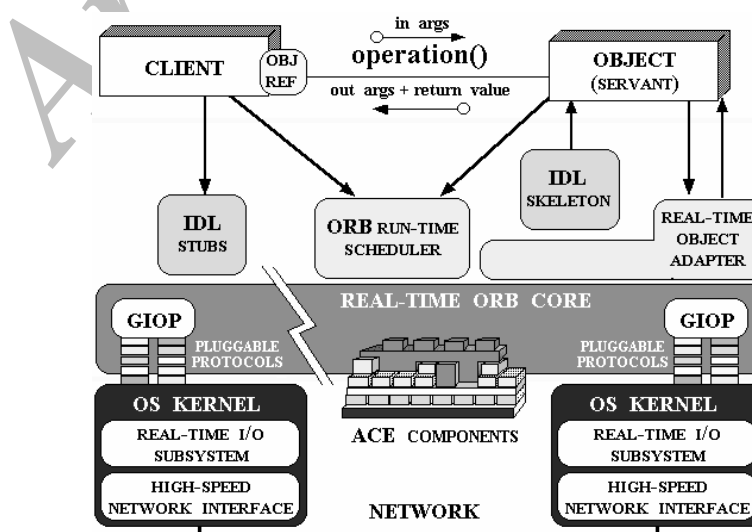 in args
CLIENT
OBJ
REF
operation()
OBJECT
(SERVANT)
out args + return value
IDL
STUBS
ORB RUN-TIME
SCHEDULER
IDL
SKELETON
REAL-TIME
OBJECT
ADAPTER
REAL-TIME ORB CORE
GIOP
PLUGGABLE
PROTOCOLS
GIOP
PLUGGABLE
PROTOCOLS
OS KERNEL
REAL-TIME I/O
SUBSYSTEM
HIGH-SPEED
NETWORK INTERFACE
ACE COMPONENTS
NETWORK
OS KERNEL
REAL-TIME I/O
SUBSYSTEM
HIGH-SPEED
NETWORK INTERFACE